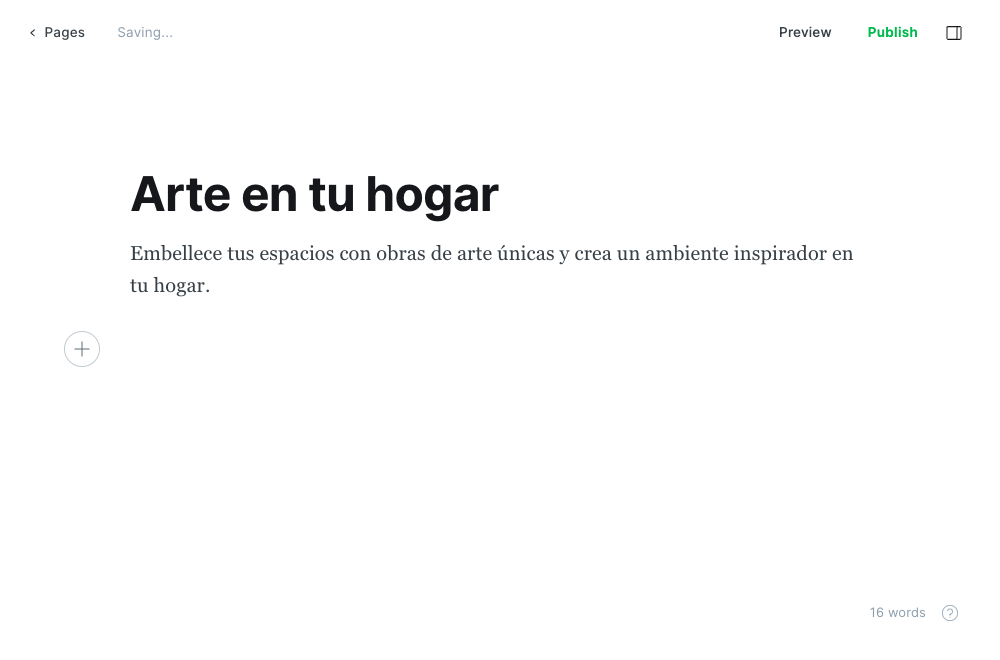 Pages
Saving...
Preview
Publish
Arte en tu hogar
Embellece tus espacios con obras de arte únicas y crea un ambiente inspirador en
tu hogar.
16 words
?